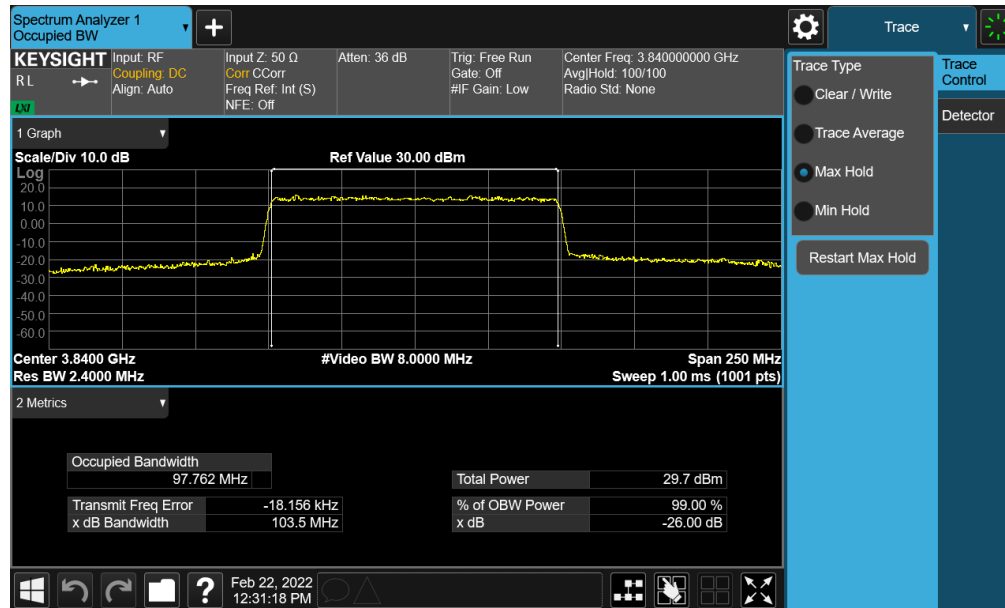 Spectrum Analyzer 1
Occupied BW
+
Trace
KEYSIGHT
R L
LXI
Input: RF
Coupling: DC
Align: Auto
Input Z: 50 Ω
Corr CCorr
Freq Ref: Int (S)
NFE: Off
Atten: 36 dB
Trig: Free Run
Gate: Off
#IF Gain: Low
Center Freq: 3.840000000 GHz
Avg|Hold: 100/100
Radio Std: None
Trace Type
Clear / Write
Trace Average
Max Hold
Min Hold
Restart Max Hold
Trace
Control
Detector
1 Graph
Scale/Div 10.0 dB
Ref Value 30.00 dBm
Log
20.0
10.0
0.00
-10.0
-20.0
-30.0
-40.0
-50.0
-60.0
Center 3.8400 GHz
#Video BW 8.0000 MHz
Span 250 MHz
Res BW 2.4000 MHz
Sweep 1.00 ms (1001 pts)
2 Metrics
Occupied Bandwidth
97.762 MHz
Total Power 29.7 dBm
Transmit Freq Error -18.156 kHz
% of OBW Power 99.00 %
x dB Bandwidth 103.5 MHz
x dB -26.00 dB
?
Feb 22, 2022
12:31:18 PM